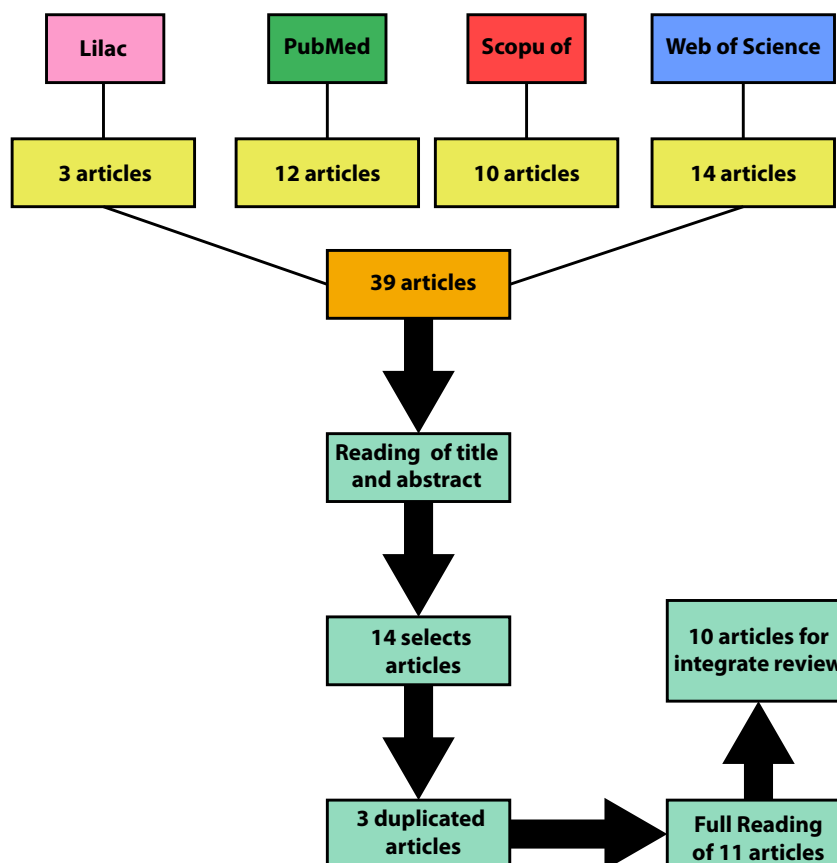 Lilac
PubMed
Scopu of
Web of Science
3 articles
12 articles
10 articles
14 articles
39 articles
Reading of title
and abstract
14 selects
articles
10 articles for
integrate review
3 duplicated
articles
Full Reading
of 11 articles